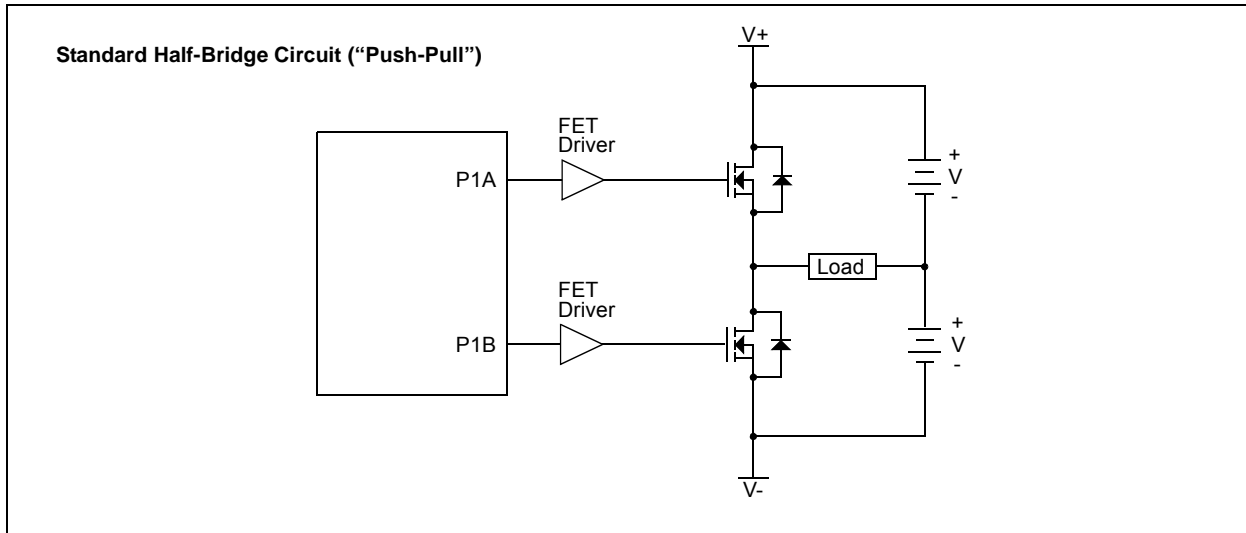 Standard Half-Bridge Circuit (“Push-Pull”)
V+
FET
Driver
P1A
+
V
-
Load
FET
Driver
P1B
+
V
-
V-